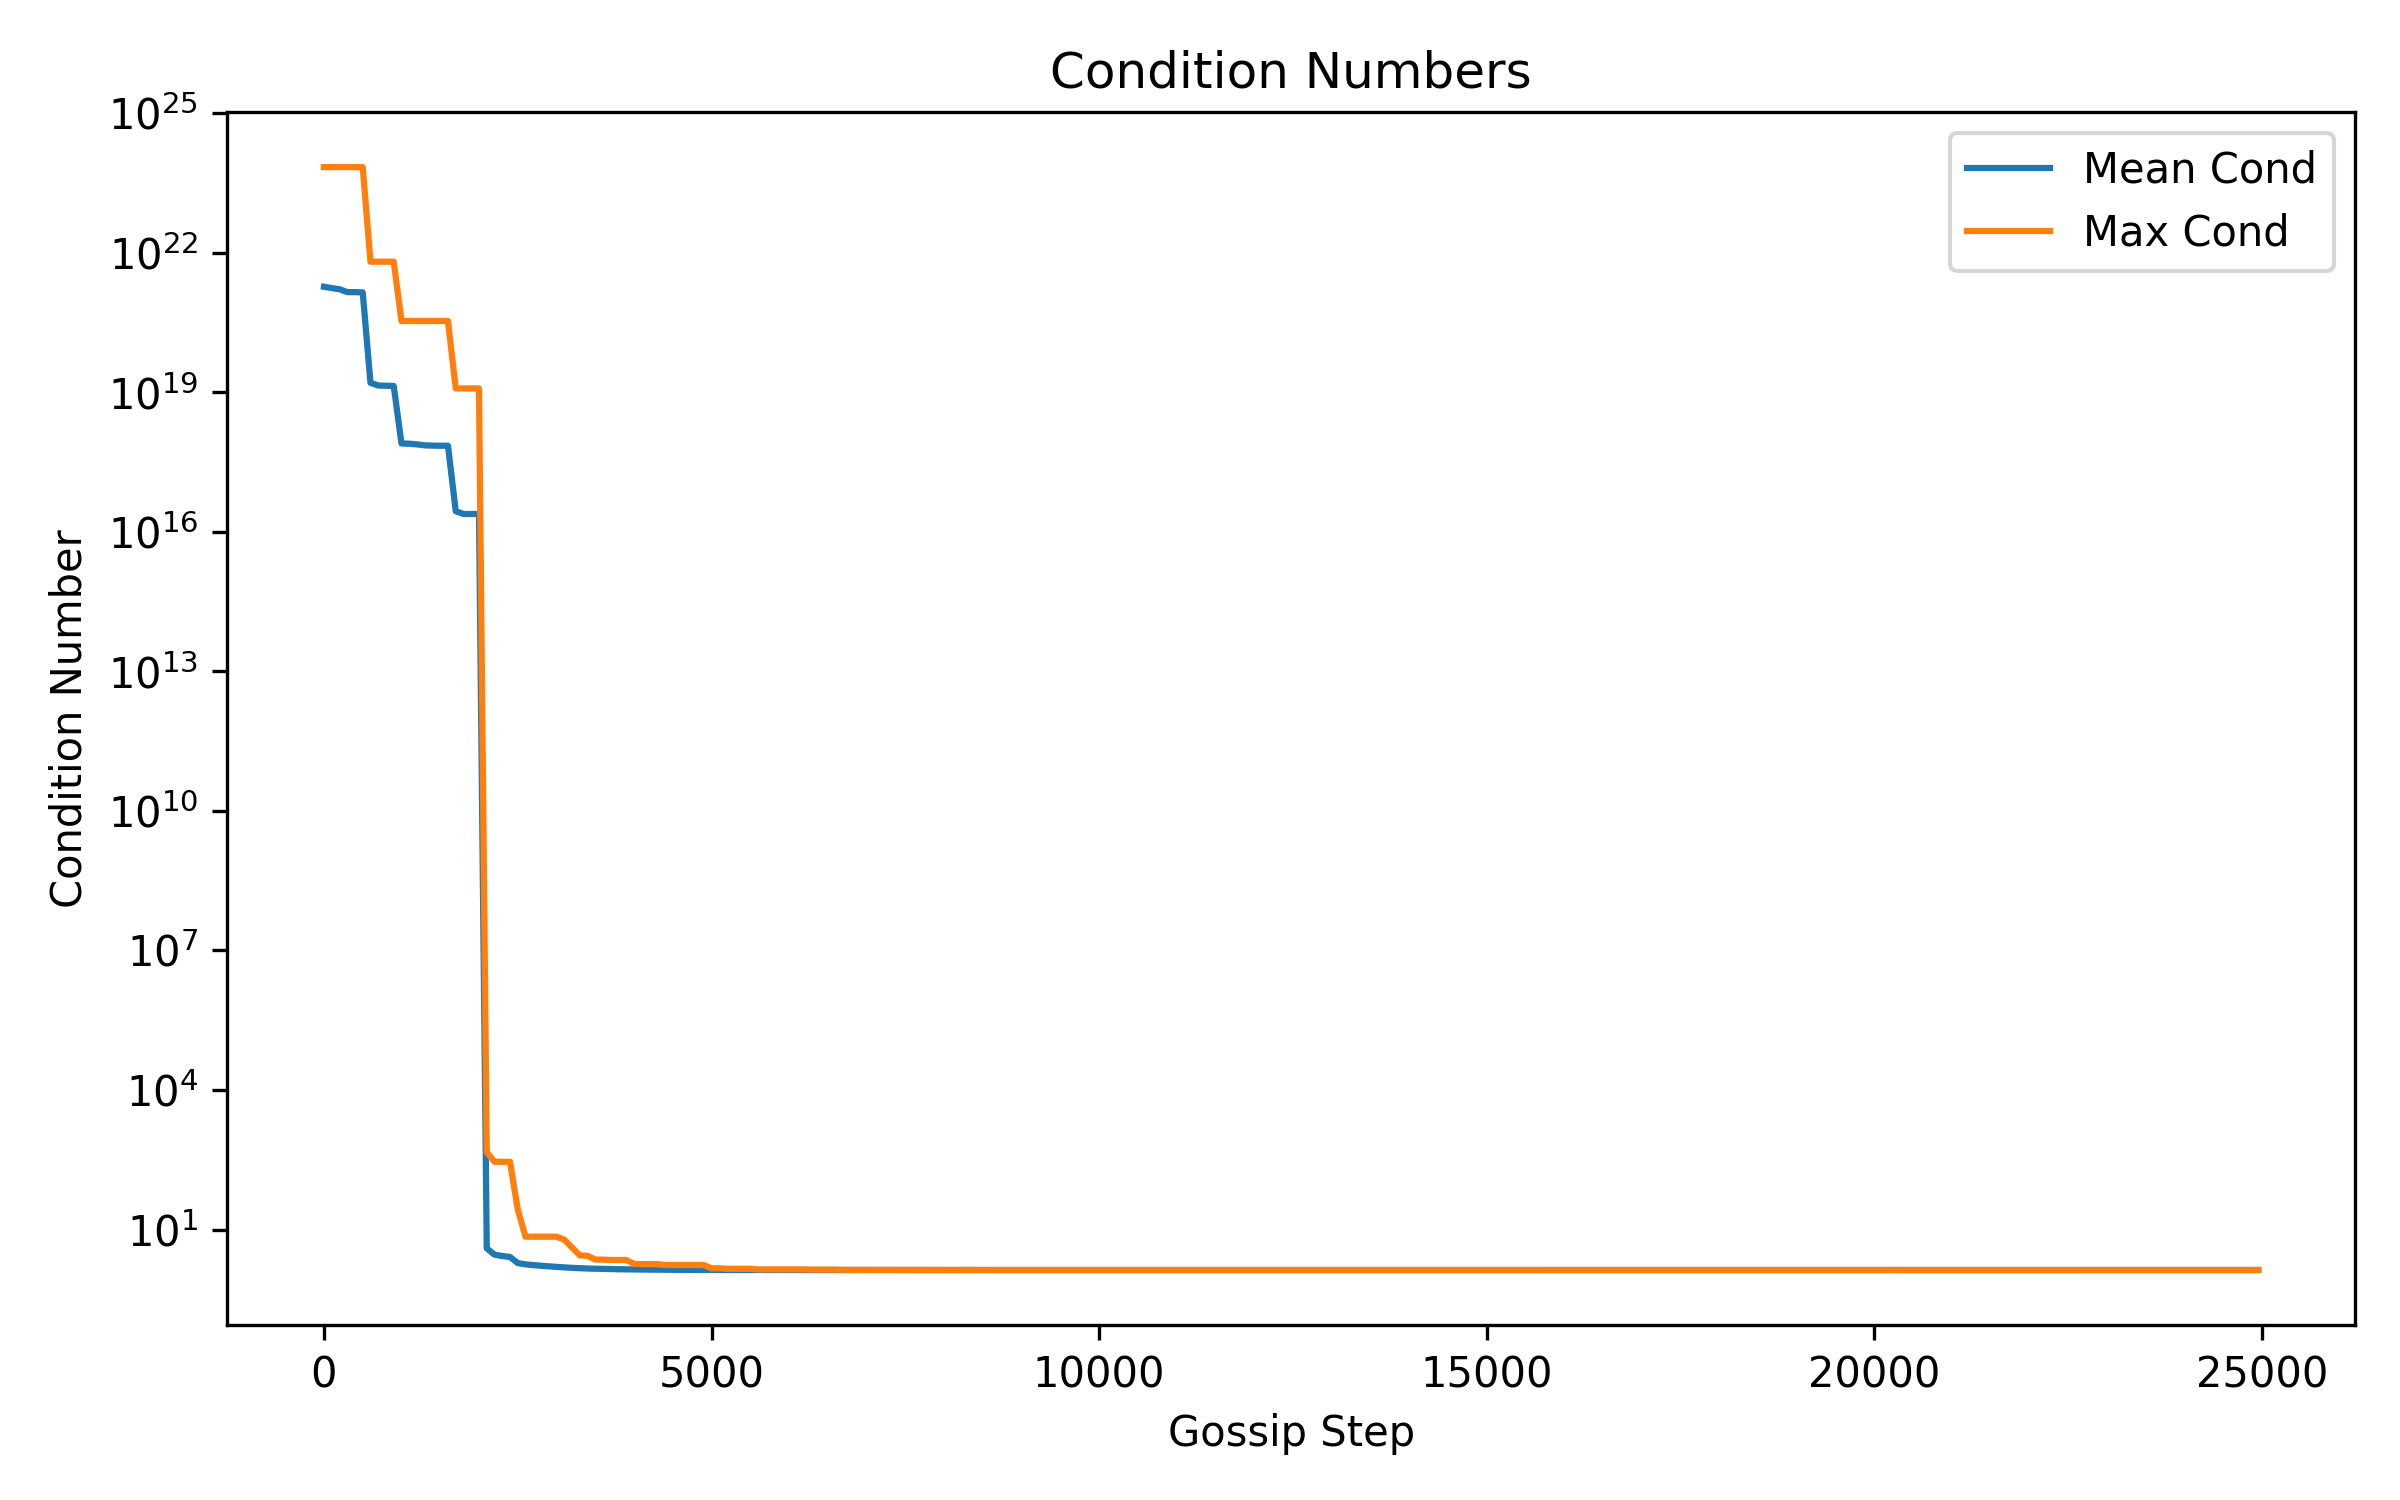 Condition Numbers
Mean Cond
Max Cond
Condition Number
10^25
10^22
10^19
10^16
10^13
10^10
10^7
10^4
10^1
0 5000 10000 15000 20000 25000
Gossip Step